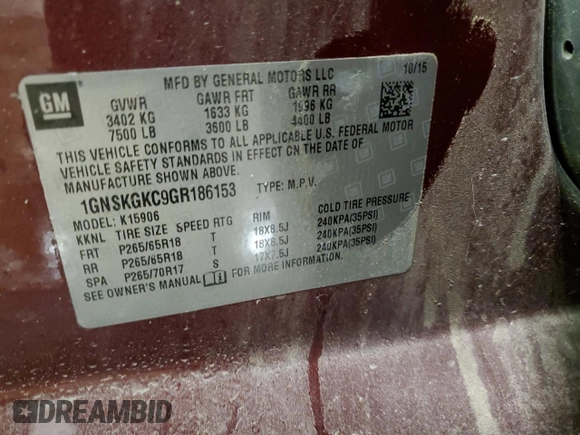 MFD BY GENERAL MOTORS LLC 10/15
GM
GVWR GAWR FRT GAWR RR
3402 KG 1633 KG 1996 KG
7500 LB 3600 LB 4400 LB
THIS VEHICLE CONFORMS TO ALL APPLICABLE U.S. FEDERAL MOTOR
VEHICLE SAFETY STANDARDS IN EFFECT ON THE DATE OF
MANUFACTURE SHOWN ABOVE.
1GNSKGKC9GR186153 TYPE: M.P.V.
MODEL: K15906
KKNL TIRE SIZE SPEED RTG RIM COLD TIRE PRESSURE
FRT P265/65R18 T 18X8.5J 240KPA(35PSI)
RR P265/65R18 T 18X8.5J 240KPA(35PSI)
SPA P265/70R17 S 17X7.5J 240KPA(35PSI)
SEE OWNER'S MANUAL FOR MORE INFORMATION.
DREAMBID